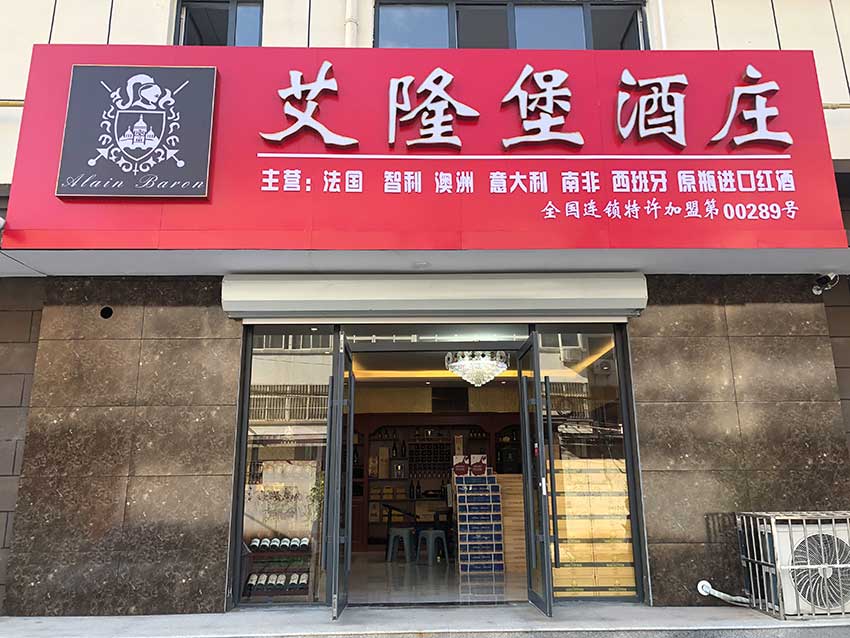 艾隆堡酒庄
Alain Baron
主营：法国 智利 澳洲 意大利 南非 西班牙 原瓶进口红酒
全国连锁特许加盟第00289号